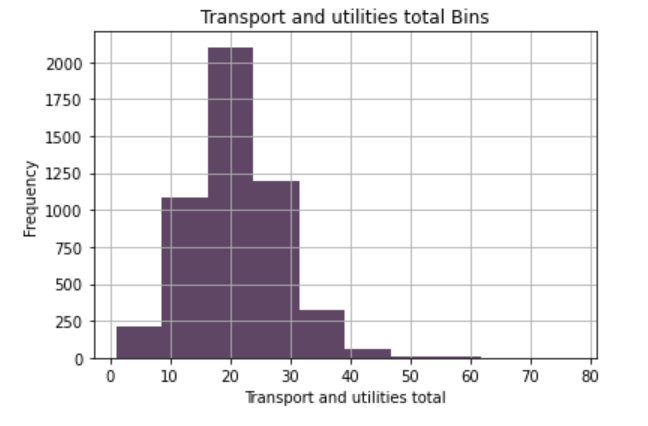 Transport and utilities total Bins
2000
1750
1500
1250
1000
750
500
250
0
Frequency
0 10 20 30 40 50 60 70 80
Transport and utilities total